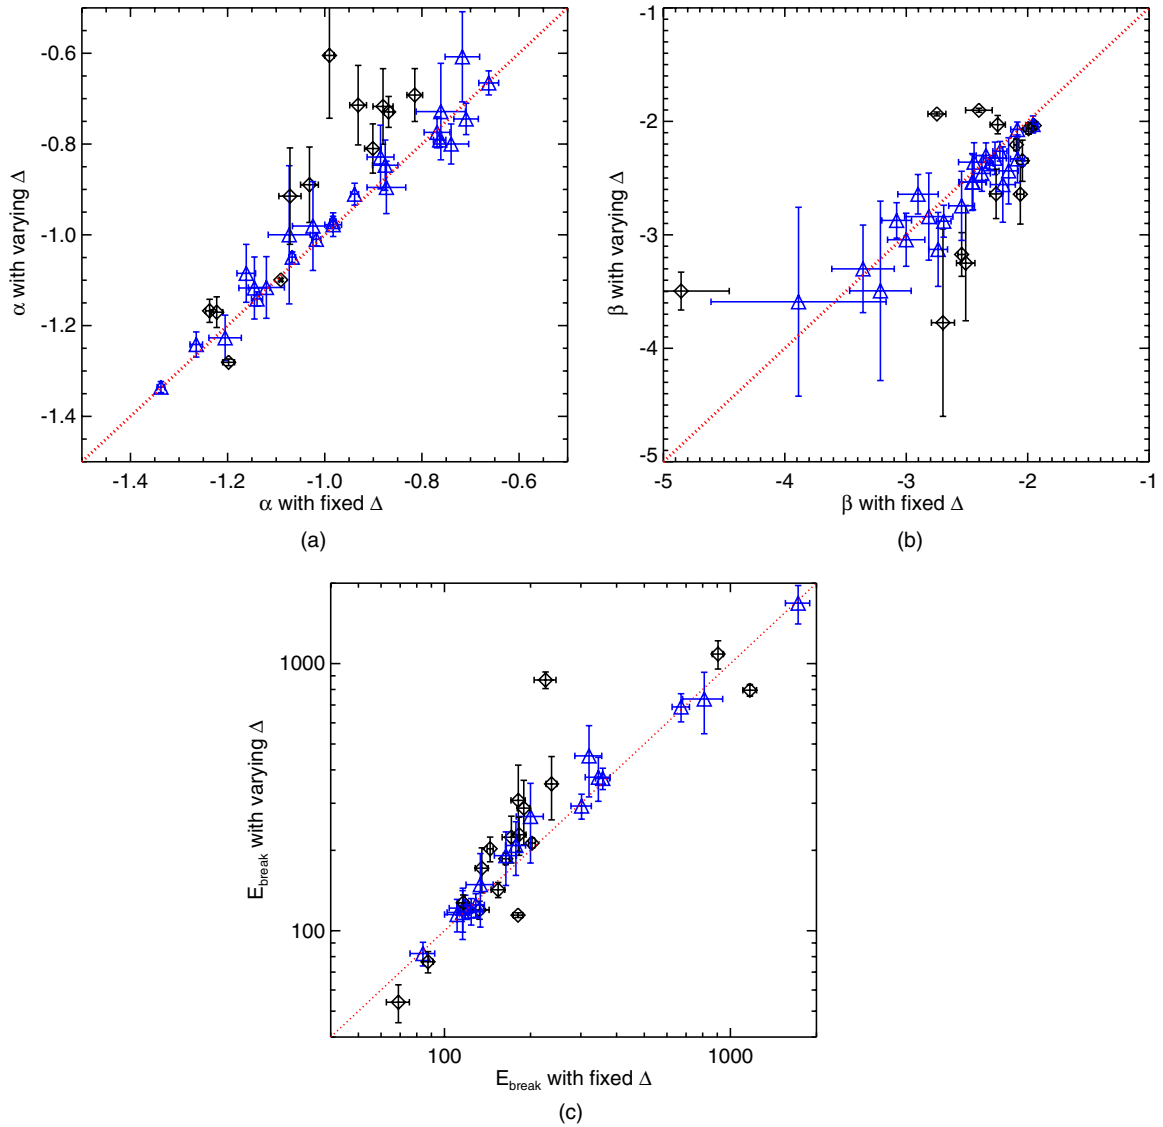 -0.6
-0.8
-1.0
-1.2
-1.4
α with varying Δ
-1.4 -1.2 -1.0 -0.8 -0.6
α with fixed Δ
(a)
-1
-2
-3
-4
-5
β with varying Δ
-5 -4 -3 -2 -1
β with fixed Δ
(b)
1000
100
E_break with varying Δ
100 1000
E_break with fixed Δ
(c)